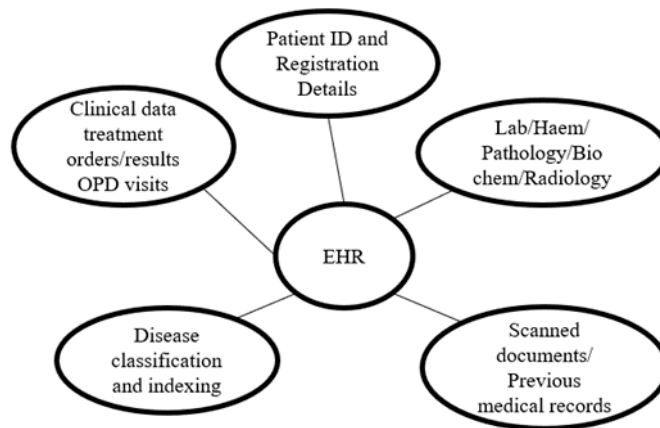 Patient ID and
Registration
Details
Clinical data
treatment
orders/results
OPD visits
Lab/Haem/
Pathology/Bio
chem/Radiology
EHR
Disease
classification
and indexing
Scanned
documents/
Previous
medical records